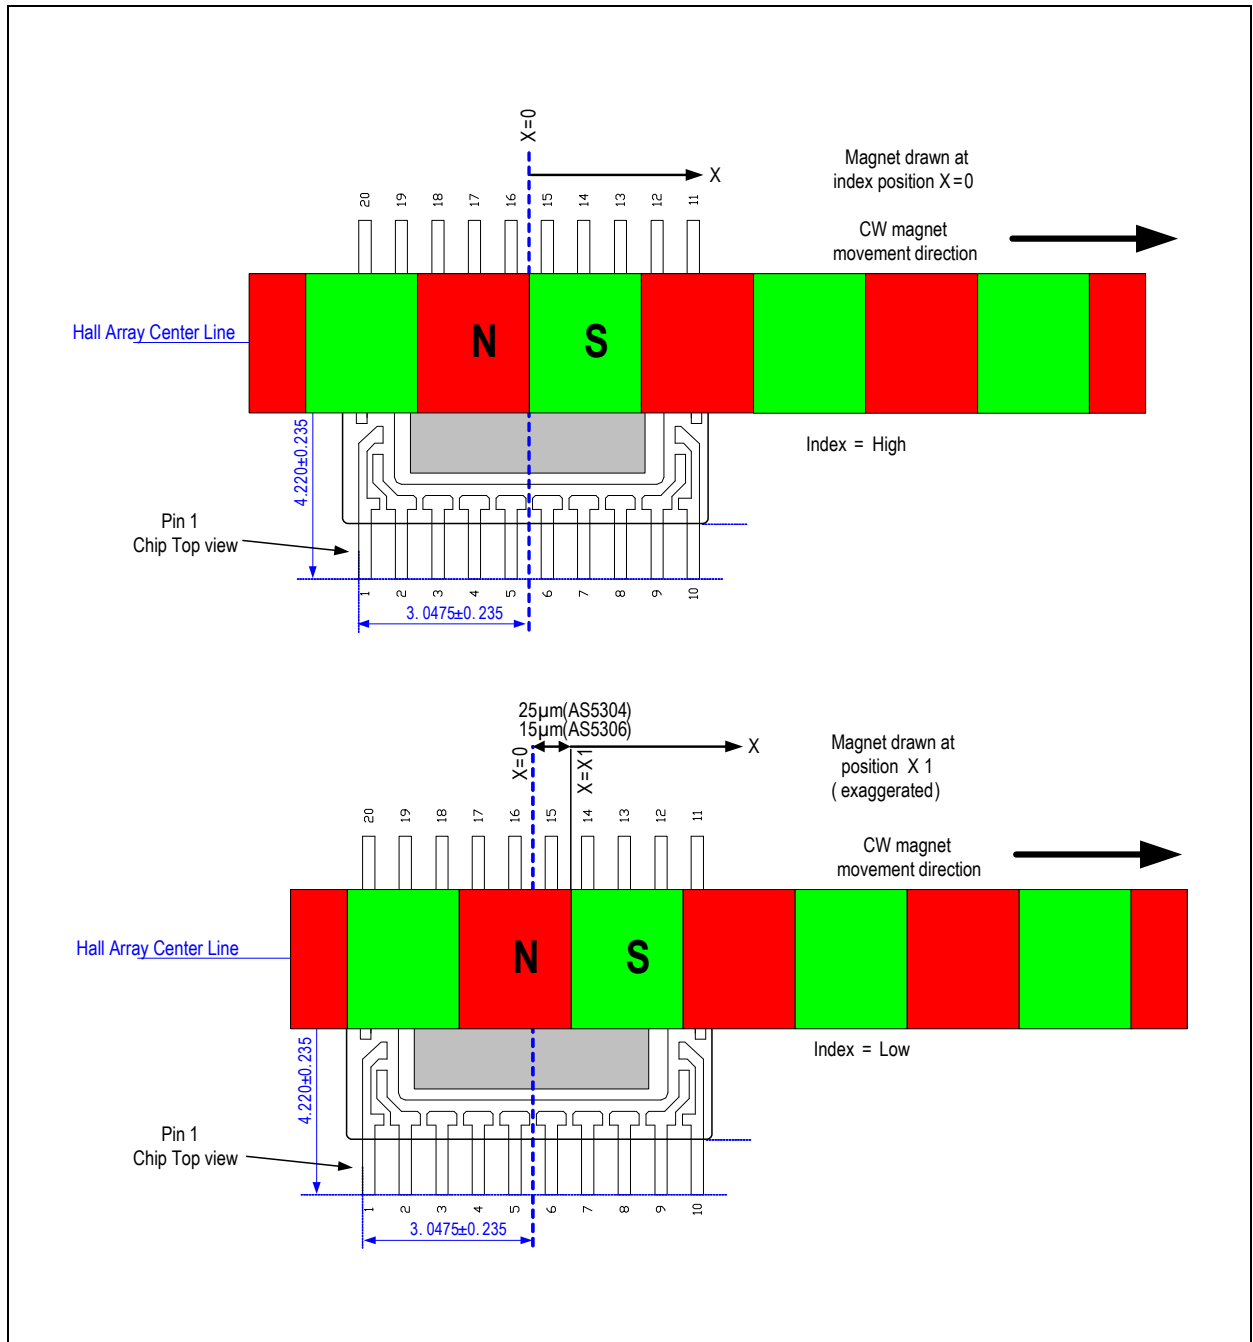 X=0
X
Magnet drawn at
index position X=0
20 19 18 17 16 15 14 13 12 11
CW magnet
movement direction
Hall Array Center Line
N S
4.220±0.235
Index = High
Pin 1
Chip Top view
1 2 3 4 5 6 7 8 9 10
3.0475±0.235
25µm(AS5304)
15µm(AS5306)
X=0
X=X1
X
Magnet drawn at
position X 1
( exaggerated)
20 19 18 17 16 15 14 13 12 11
CW magnet
movement direction
Hall Array Center Line
N S
4.220±0.235
Index = Low
Pin 1
Chip Top view
1 2 3 4 5 6 7 8 9 10
3.0475±0.235